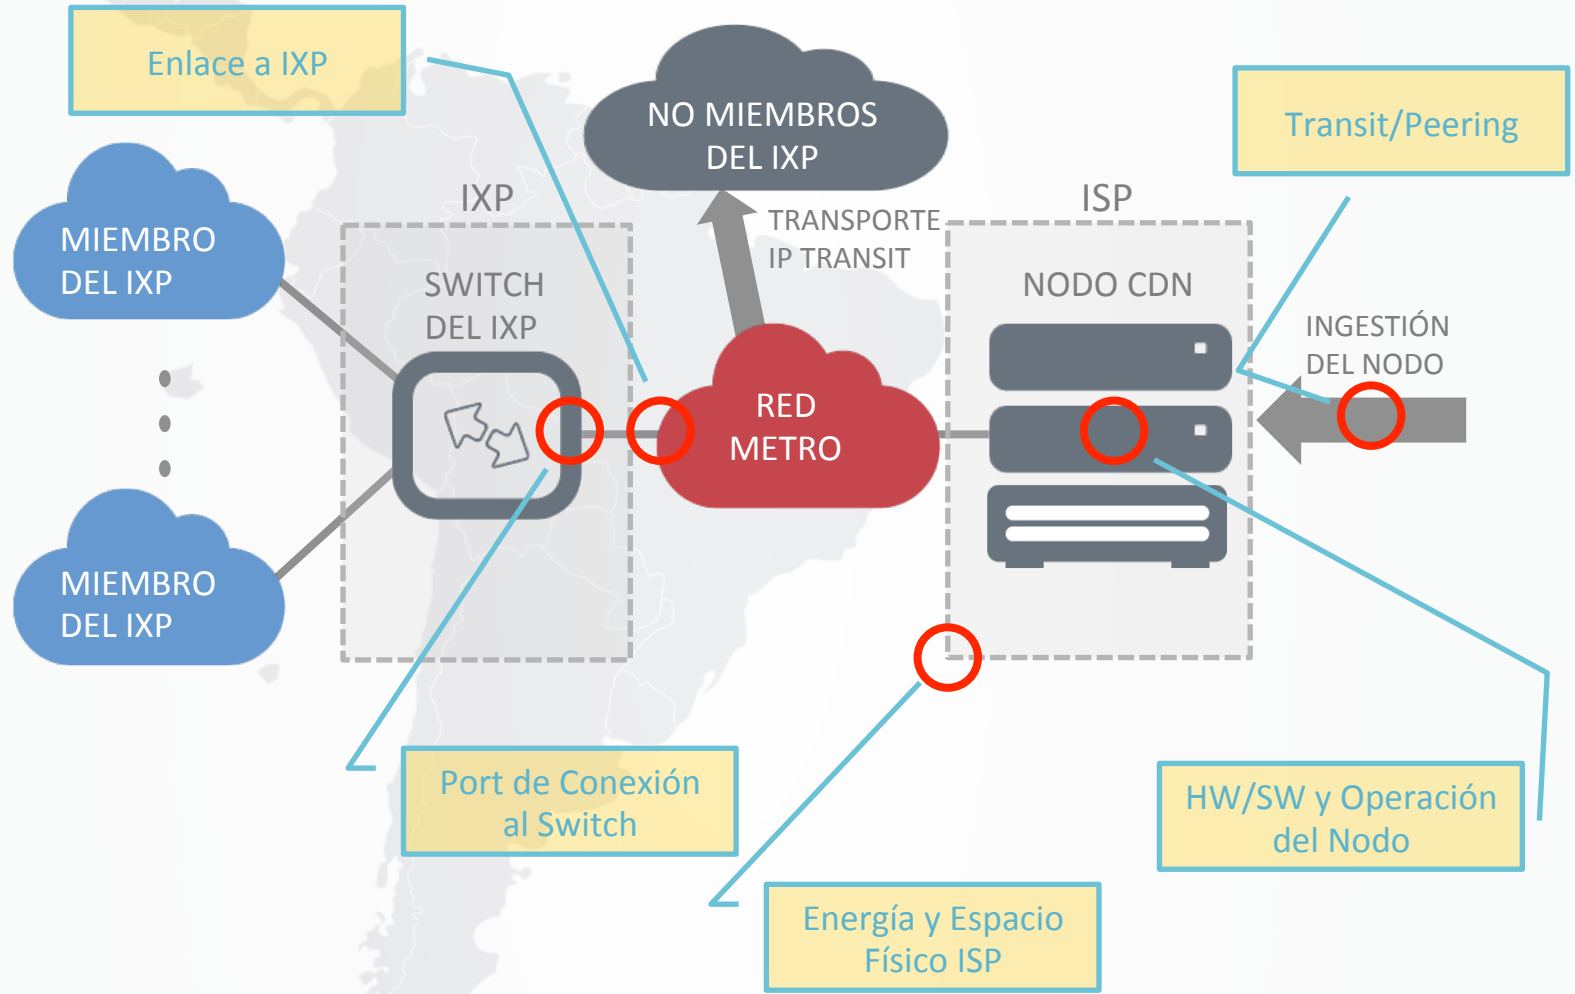 Enlace a IXP
NO MIEMBROS
DEL IXP
Transit/Peering
IXP
TRANSPORTE
IP TRANSIT
ISP
MIEMBRO
DEL IXP
SWITCH
DEL IXP
NODO CDN
INGESTIÓN
DEL NODO
RED
METRO
MIEMBRO
DEL IXP
Port de Conexión
al Switch
HW/SW y Operación
del Nodo
Energía y Espacio
Físico ISP